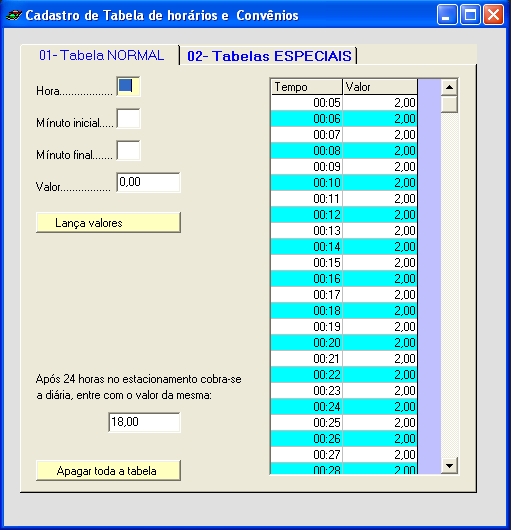 Cadastro de Tabela de horários e Convênios
01- Tabela NORMAL
02- Tabelas ESPECIAIS
Hora..................
Mínuto inicial.....
Mínuto final.......
Valor................. 0,00
Lança valores
Após 24 horas no estacionamento cobra-se
a diária, entre com o valor da mesma:
18,00
Apagar toda a tabela
Tempo Valor
00:05 2,00
00:06 2,00
00:07 2,00
00:08 2,00
00:09 2,00
00:10 2,00
00:11 2,00
00:12 2,00
00:13 2,00
00:14 2,00
00:15 2,00
00:16 2,00
00:17 2,00
00:18 2,00
00:19 2,00
00:20 2,00
00:21 2,00
00:22 2,00
00:23 2,00
00:24 2,00
00:25 2,00
00:26 2,00
00:27 2,00
00:28 2,00